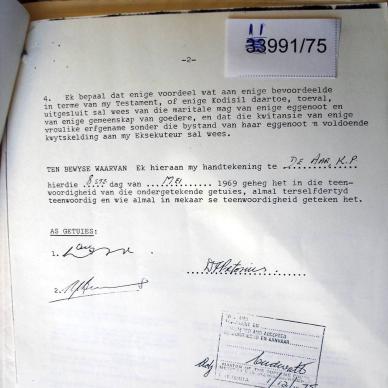 3991/75
-2-
4. Ek bepaal dat enige voordeel wat aan enige bevoordeelde
in terme van my Testament, of enige Kodisil daartoe, toeval,
uitgesluit sal wees van die maritale mag van enige eggenoot en
van enige gemeenskap van goedere, en dat die kwitansie van enige
vroulike erfgename sonder die bystand van haar eggenoot 'n voldoende
kwytskelding aan my Eksekuteur sal wees.
TEN BEWYSE WAARVAN Ek hieraan my handtekening te DE AAR, K.P.
hierdie 8ste dag van MEI 1969 geheg het in die teen-
woordigheid van die ondergetekende getuies, almal terselfdertyd
teenwoordig en wie almal in mekaar se teenwoordigheid geteken het.
AS GETUIES:
1.
2.